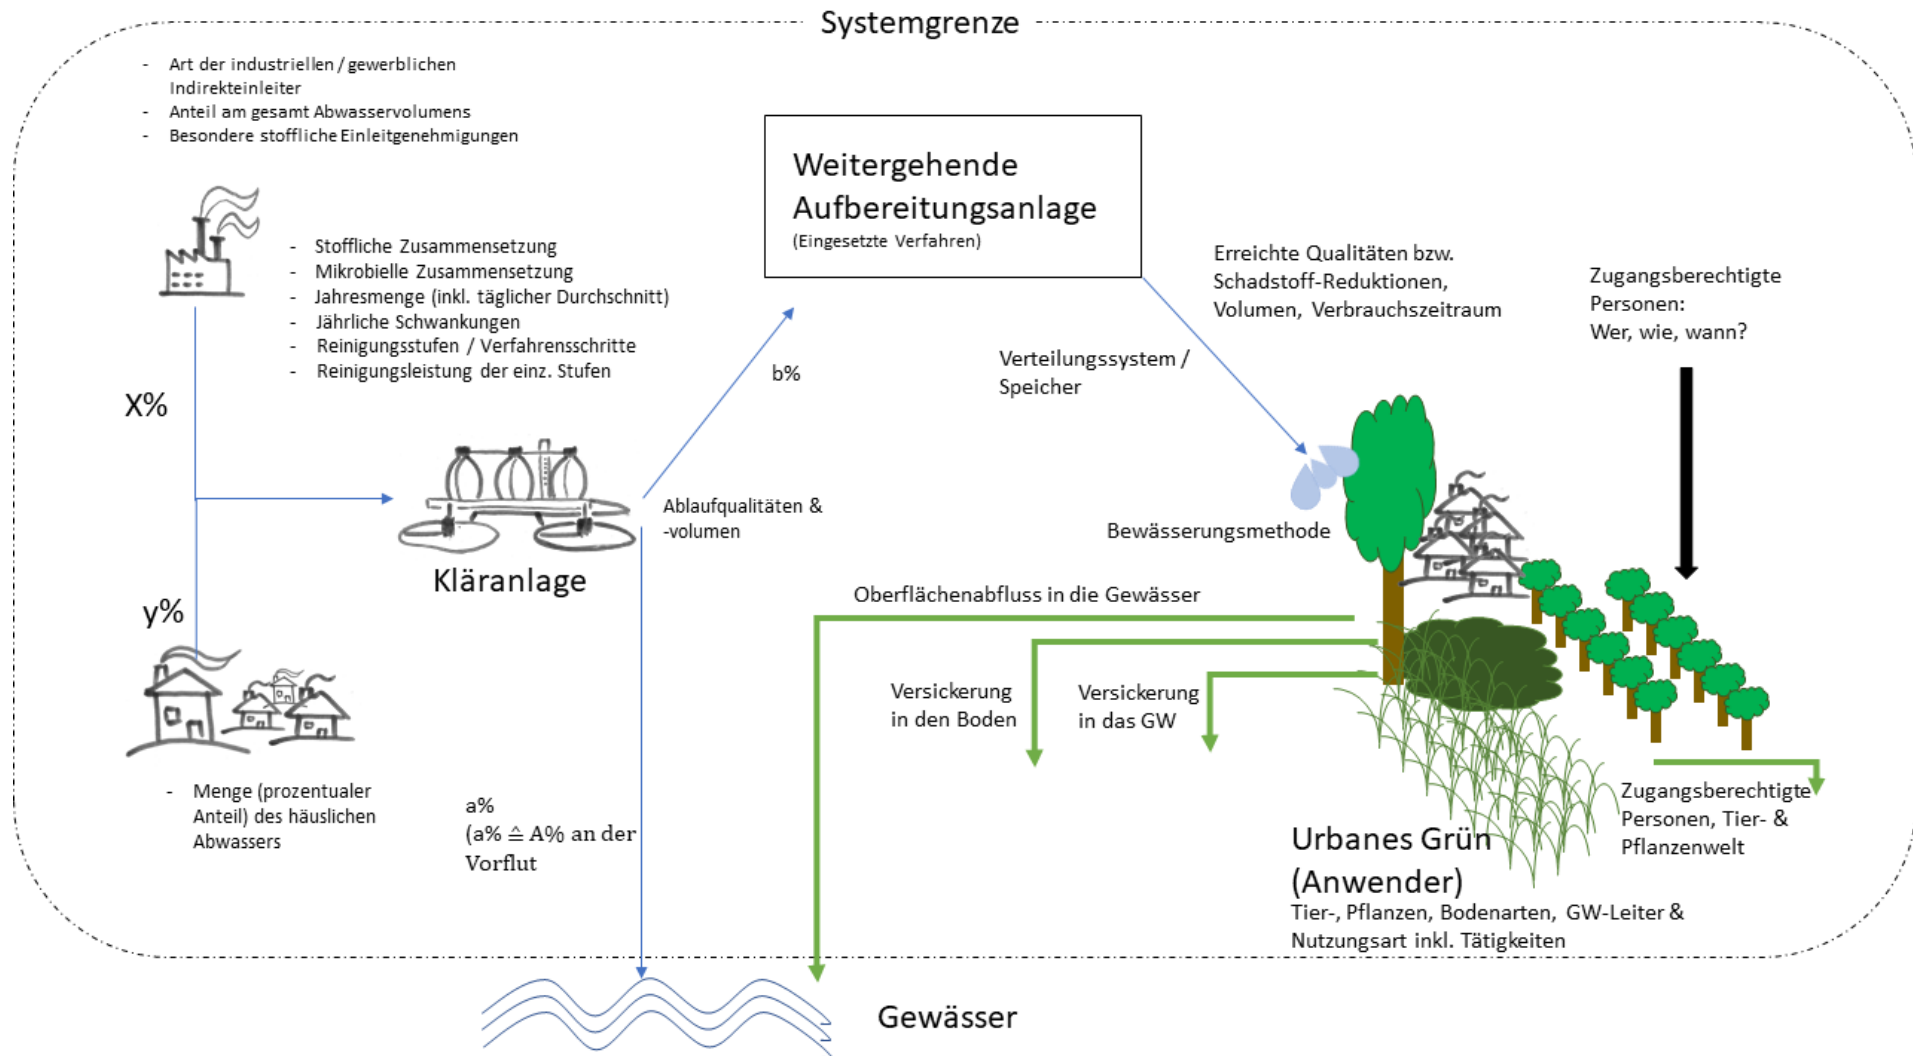 Systemgrenze
- Art der industriellen / gewerblichen
Indirekteinleiter
- Anteil am gesamt Abwasservolumens
- Besondere stoffliche Einleitgenehmigungen
- Stoffliche Zusammensetzung
- Mikrobielle Zusammensetzung
- Jahresmenge (inkl. täglicher Durchschnitt)
- Jährliche Schwankungen
- Reinigungsstufen / Verfahrensschritte
- Reinigungsleistung der einz. Stufen
X%
y%
Kläranlage
- Menge (prozentualer
Anteil) des häuslichen
Abwassers
a%
(a% ≙ A% an der
Vorflut
b%
Ablaufqualitäten &
-volumen
Weitergehende
Aufbereitungsanlage
(Eingesetzte Verfahren)
Erreichte Qualitäten bzw.
Schadstoff-Reduktionen,
Volumen, Verbrauchszeitraum
Verteilungssystem /
Speicher
Zugangsberechtigte
Personen:
Wer, wie, wann?
Bewässerungsmethode
Oberflächenabfluss in die Gewässer
Versickerung
in den Boden
Versickerung
in das GW
Zugangsberechtigte
Personen, Tier- &
Pflanzenwelt
Urbanes Grün
(Anwender)
Tier-, Pflanzen, Bodenarten, GW-Leiter &
Nutzungsart inkl. Tätigkeiten
Gewässer